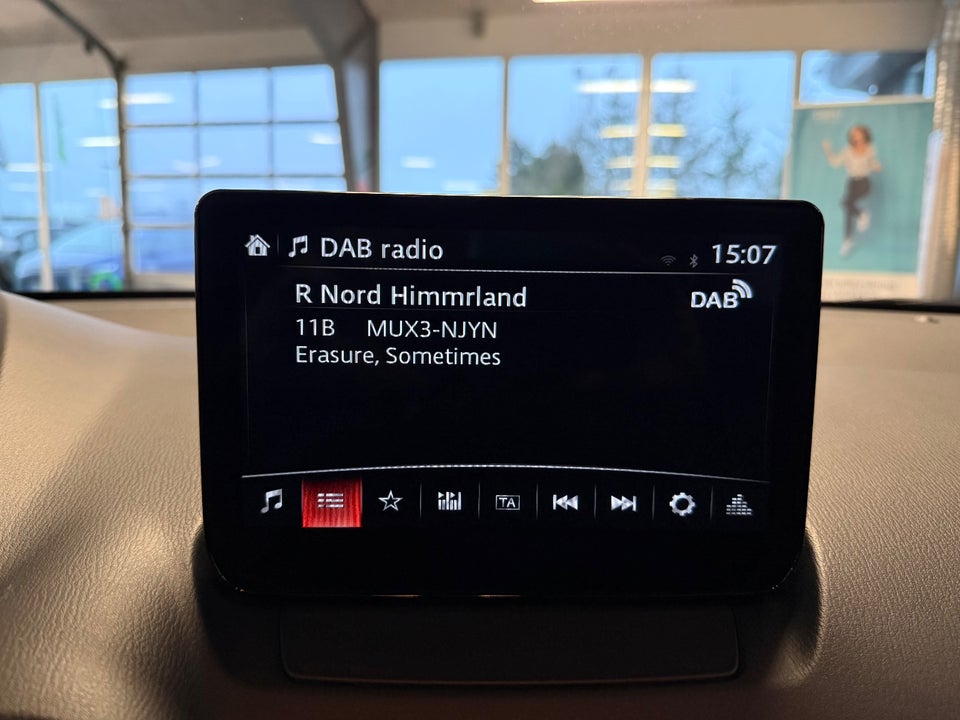 DAB radio 15:07
R Nord Himmrland DAB
11B MUX3-NJYN
Erasure, Sometimes
TA